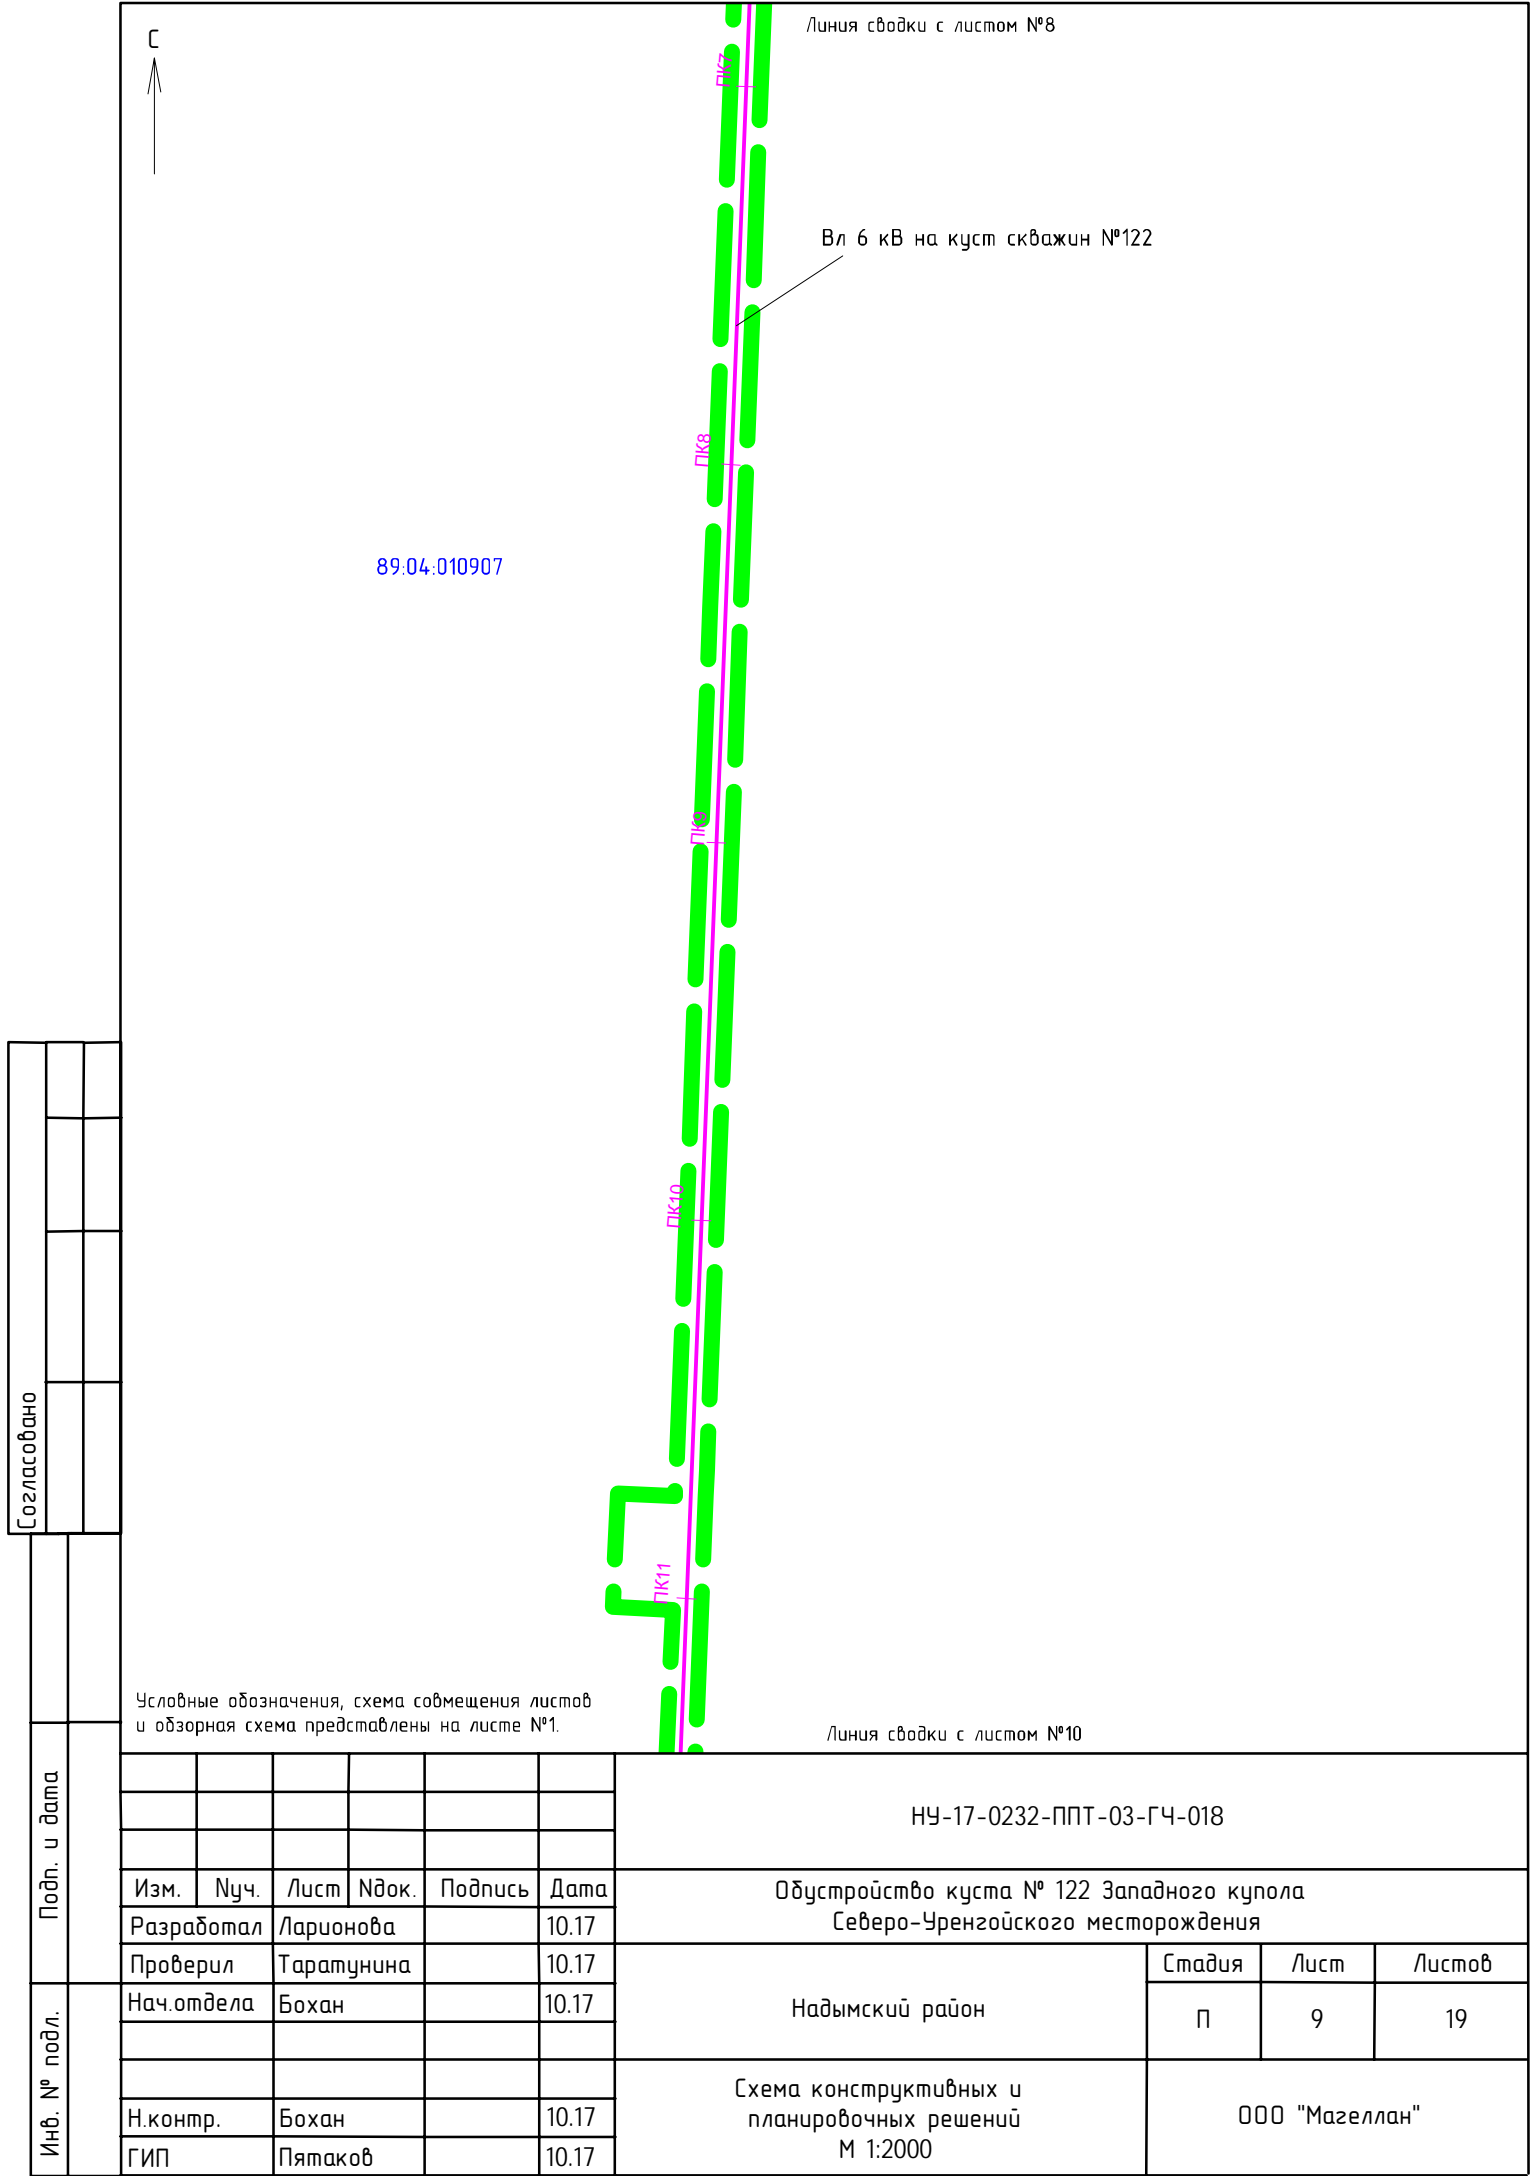 С
Линия сводки с листом №8
ПК7
Вл 6 кВ на куст скважин №122
ПК8
89:04:010907
ПК9
ПК10
ПК11
Условные обозначения, схема совмещения листов
и обзорная схема представлены на листе №1.
Линия сводки с листом №10
Согласовано
Подп. и дата
Инв. № подл.
НУ-17-0232-ППТ-03-ГЧ-018
Изм. Nуч. Лист Nдок. Подпись Дата
Обустройство куста № 122 Западного купола
Северо-Уренгойского месторождения
Разработал Ларионова 10.17
Проверил Таратунина 10.17
Нач.отдела Бохан 10.17
Надымский район
Стадия Лист Листов
П 9 19
Н.контр. Бохан 10.17
ГИП Пятаков 10.17
Схема конструктивных и
планировочных решений
М 1:2000
ООО "Магеллан"